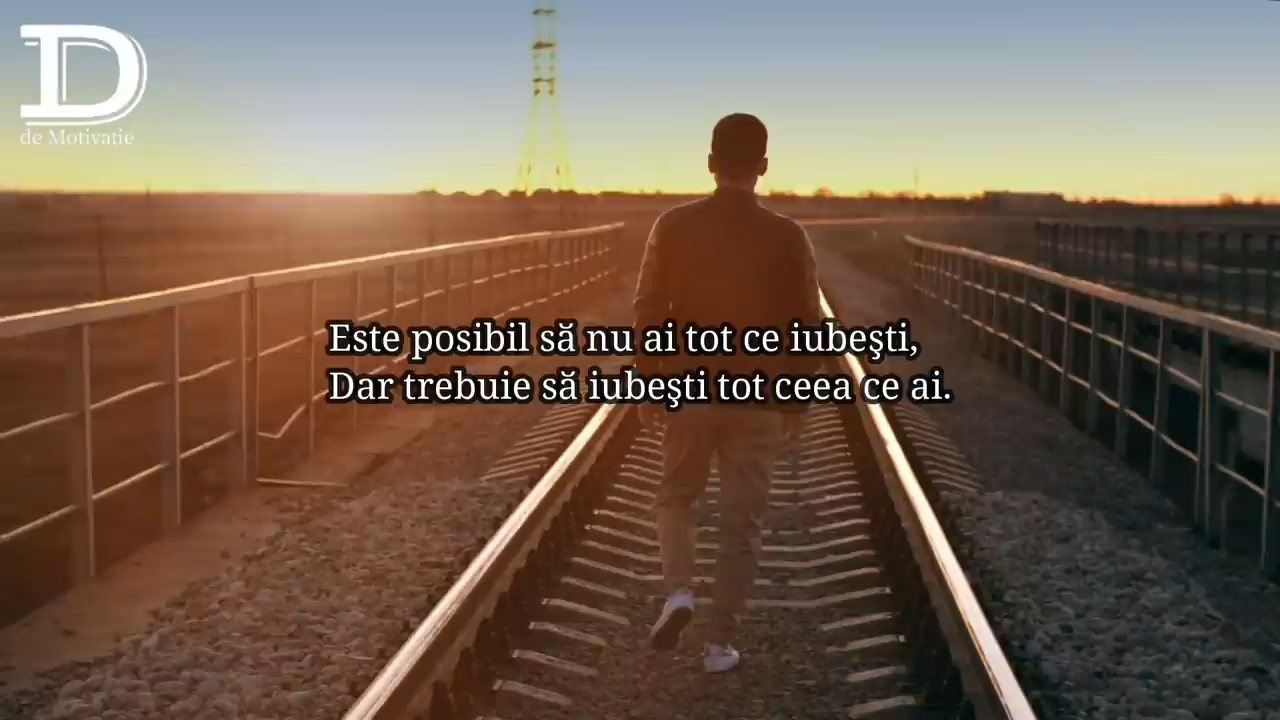 D
de Motivație
Este posibil să nu ai tot ce iubeşti,
Dar trebuie să iubeşti tot ceea ce ai.